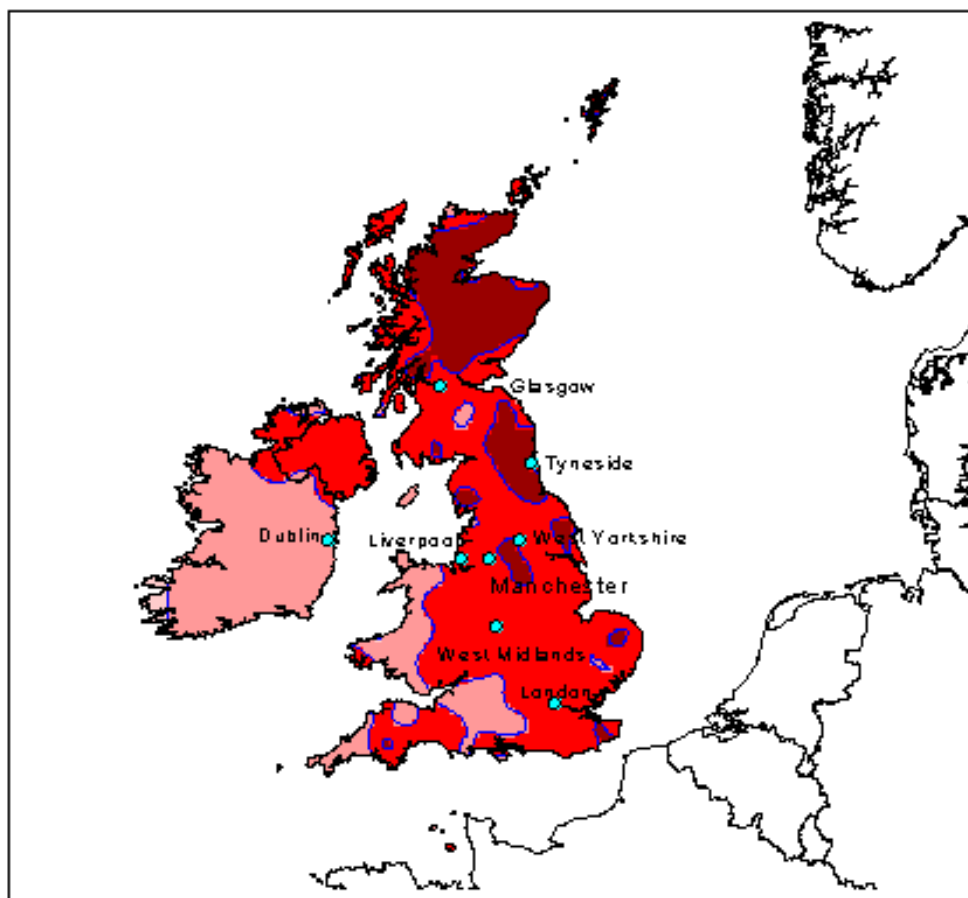 Glasgow
Tyneside
Dublin
Liverpool
West Yorkshire
Manchester
West Midlands
London